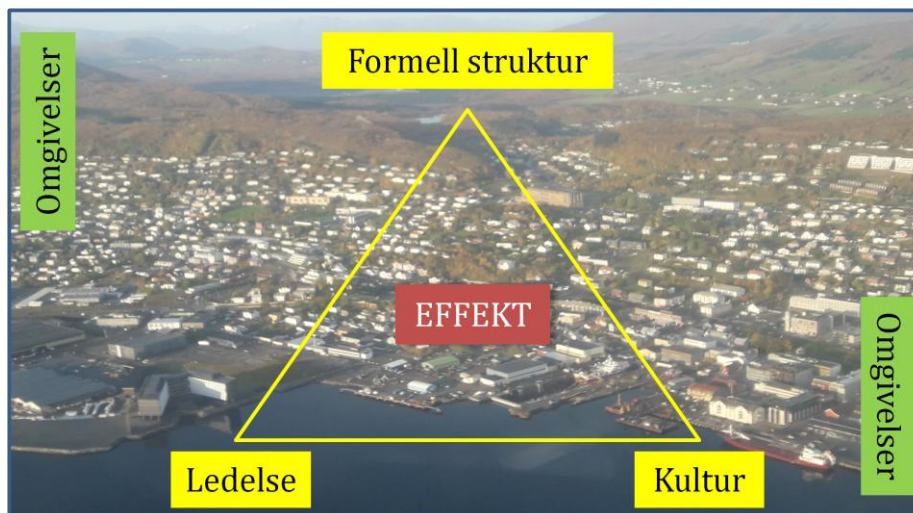 Formell struktur
Omgivelser
EFFEKT
Omgivelser
Ledelse
Kultur